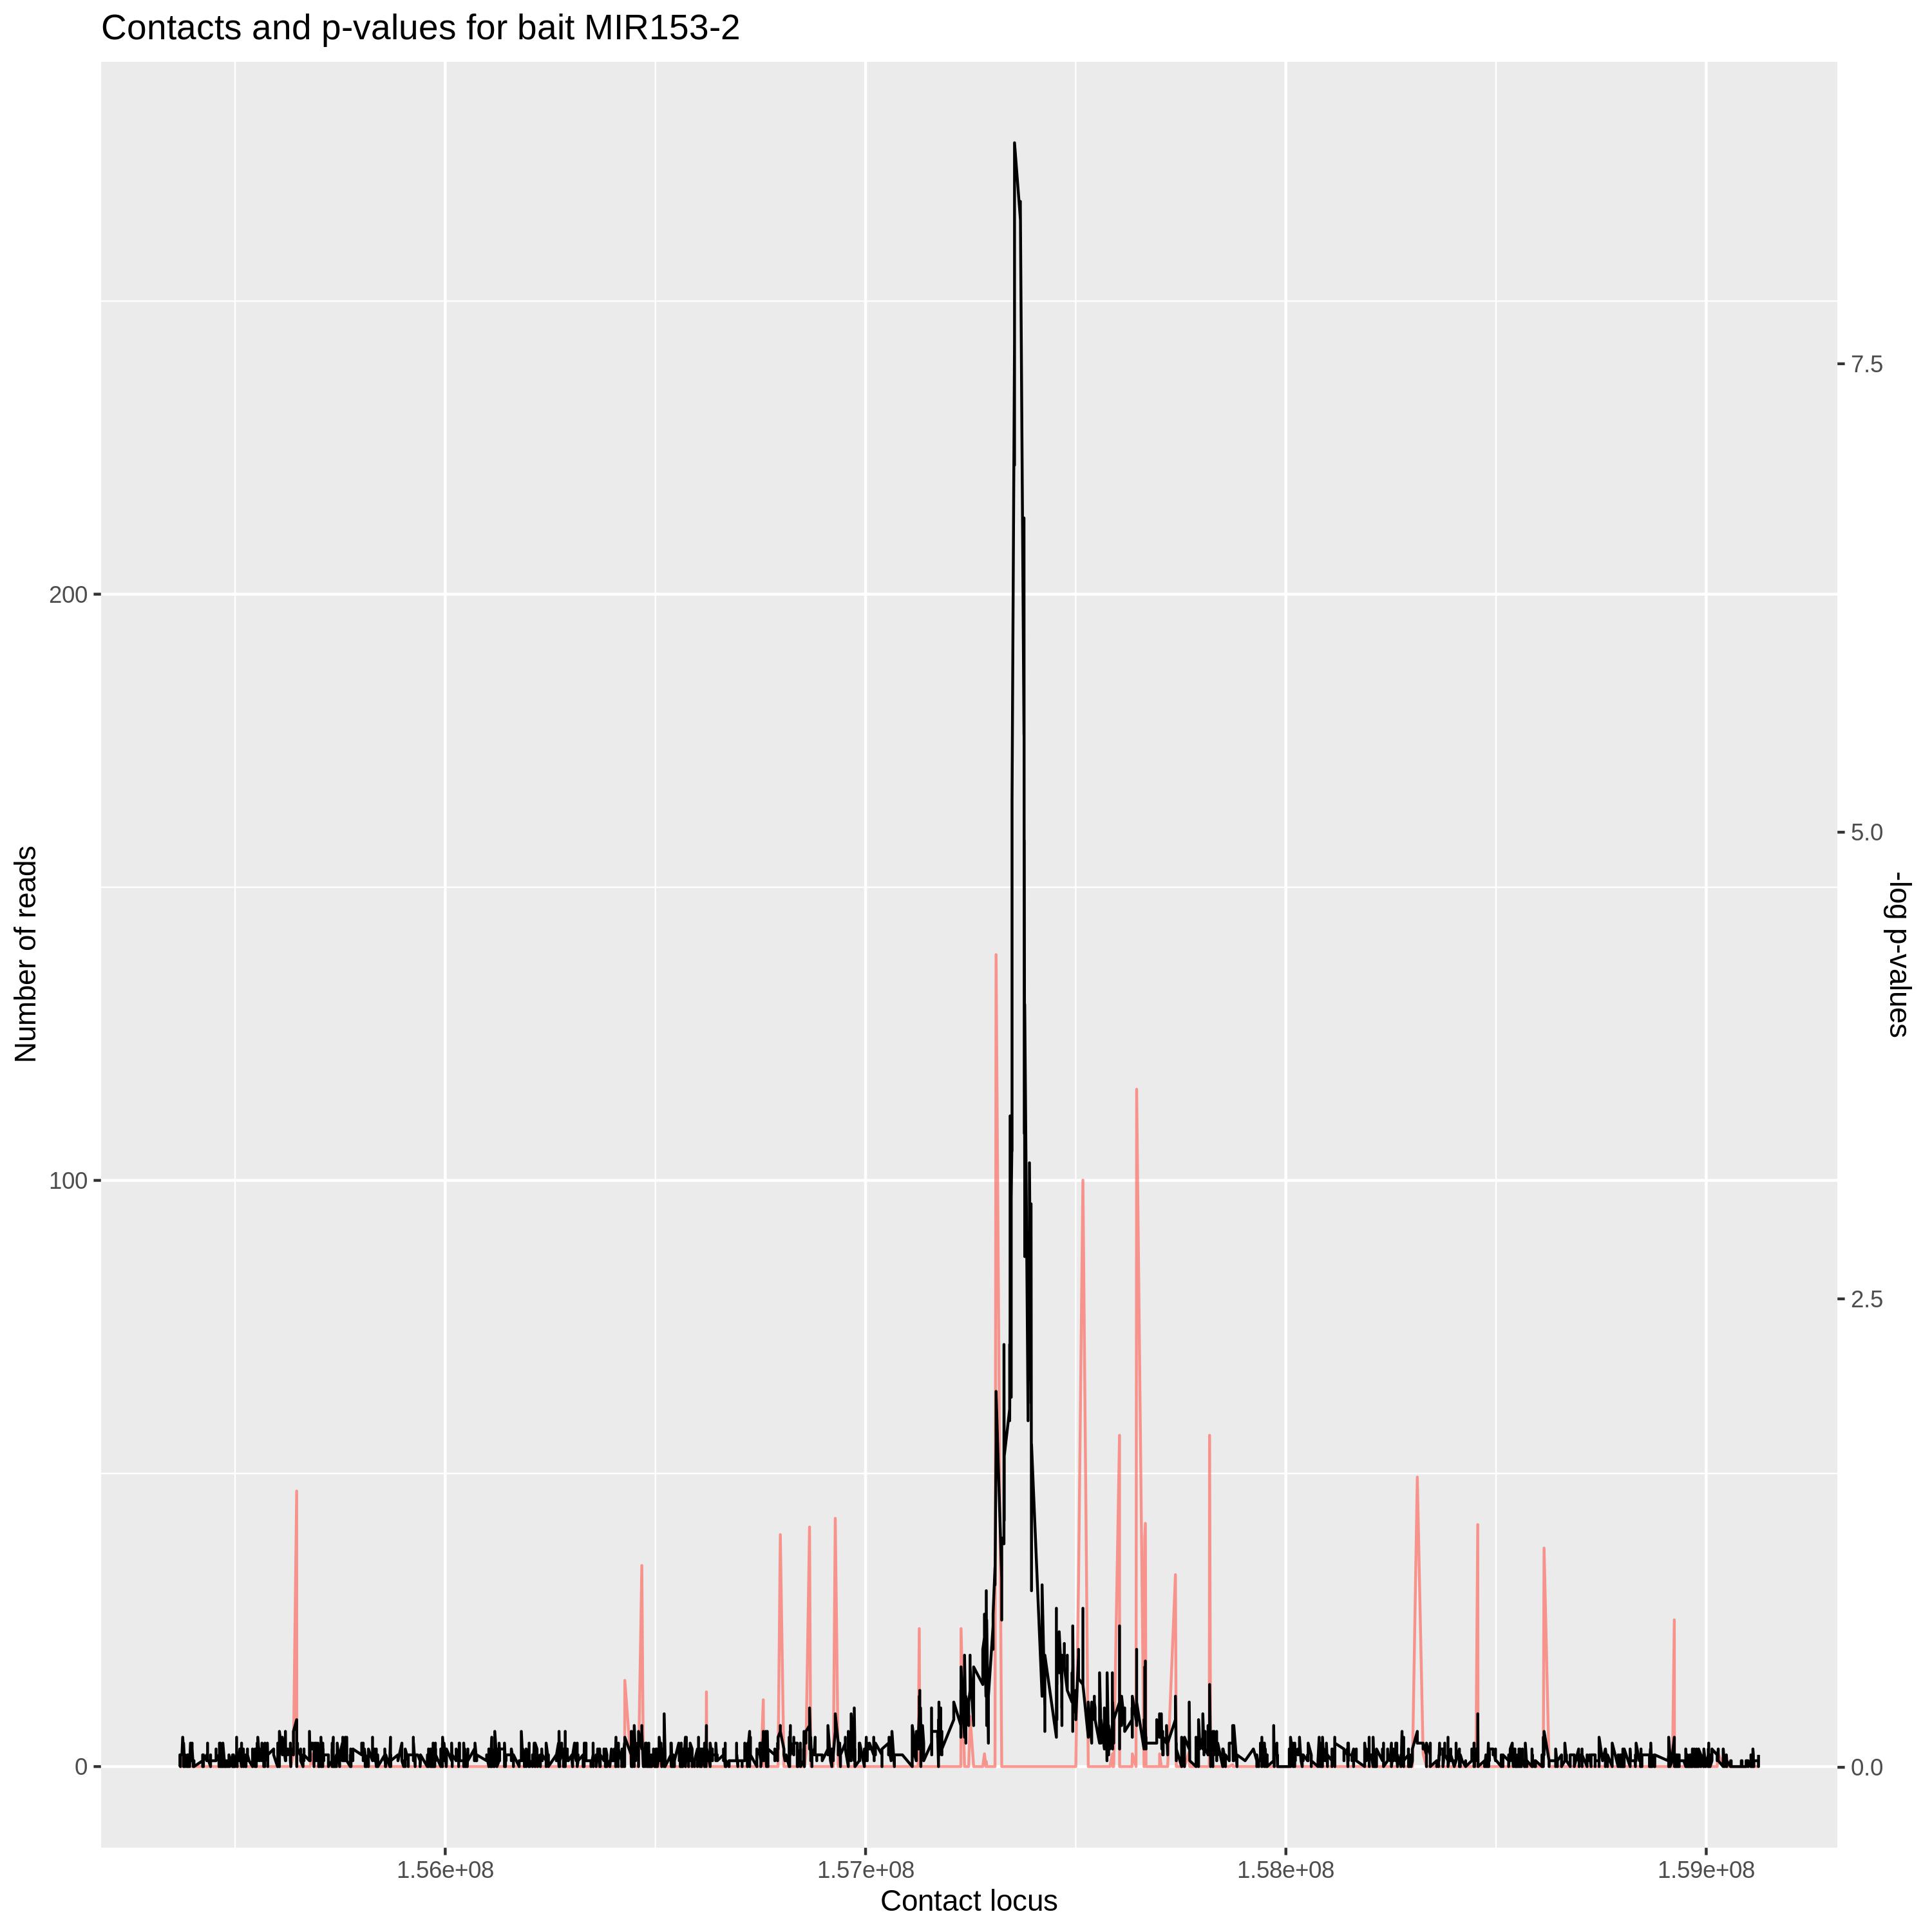 Contacts and p-values for bait MIR153-2
Number of reads
200
100
0
7.5
5.0
2.5
0.0
-log p-values
1.56e+08
1.57e+08
1.58e+08
1.59e+08
Contact locus